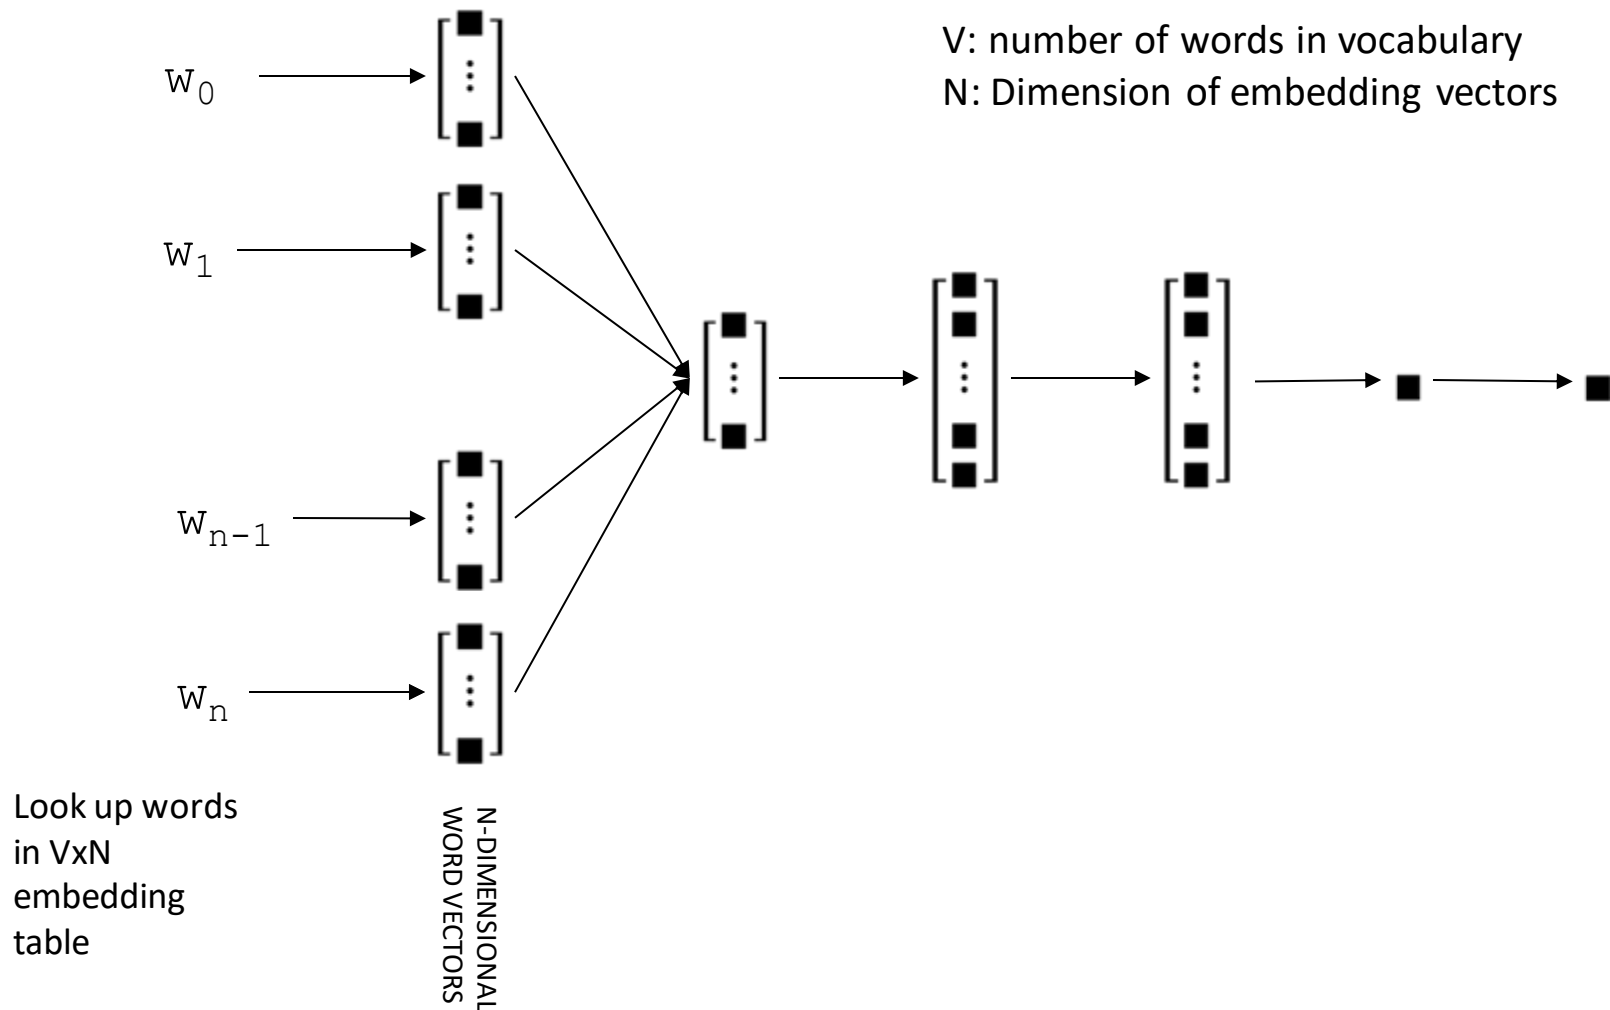 V: number of words in vocabulary
N: Dimension of embedding vectors
w0
w1
wn-1
wn
Look up words
in VxN
embedding
table
N-DIMENSIONAL
WORD VECTORS